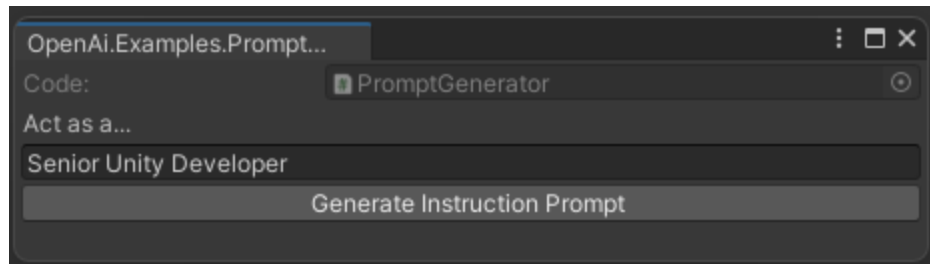 OpenAi.Examples.Prompt...
Code: PromptGenerator
Act as a...
Senior Unity Developer
Generate Instruction Prompt